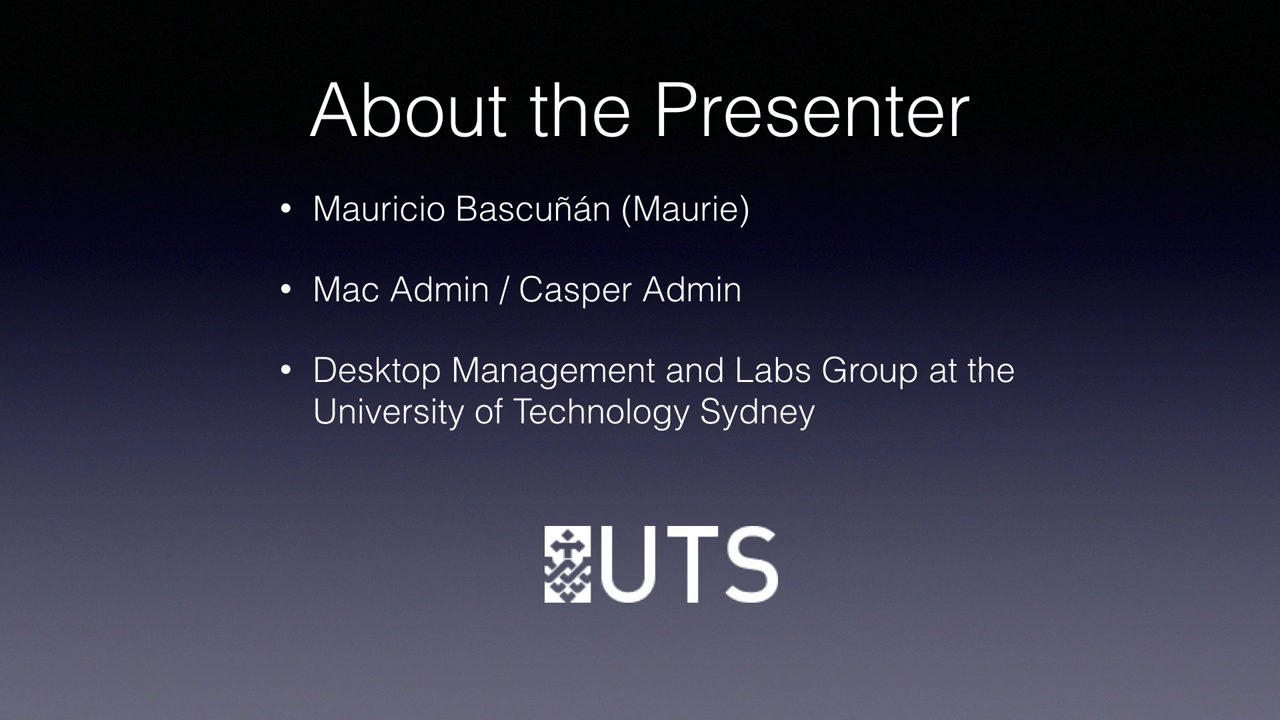 About the Presenter
• Mauricio Bascuñán (Maurie)
• Mac Admin / Casper Admin
• Desktop Management and Labs Group at the
University of Technology Sydney
UTS